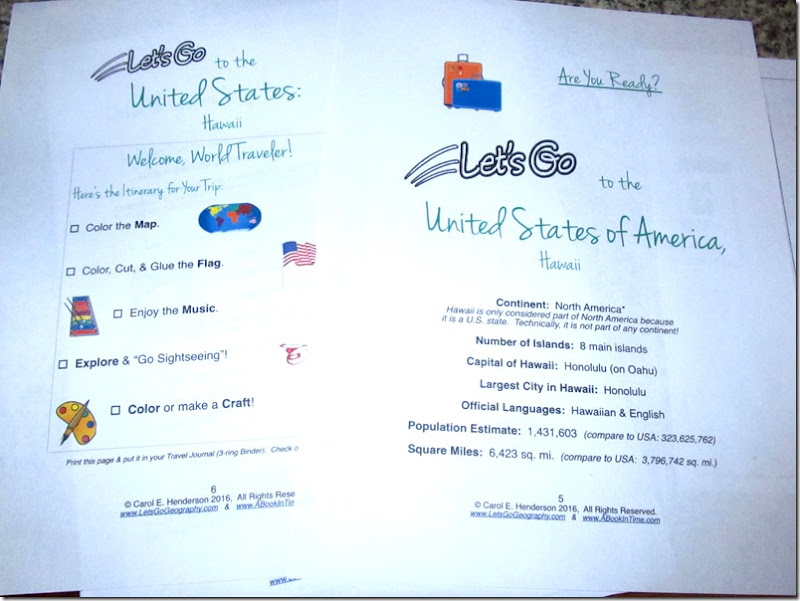 Let's Go to the
United States:
Hawaii
Welcome, World Traveler!
Here's the Itinerary for Your Trip:
☐ Color the Map.
☐ Color, Cut, & Glue the Flag.
☐ Enjoy the Music.
☐ Explore & "Go Sightseeing"!
☐ Color or make a Craft!
Print this page & put it in your Travel Journal (3-ring Binder). Check o
6
© Carol E. Henderson 2016, All Rights Rese
www.LetsGoGeography.com & www.ABookInTim
www.
Are You Ready?
Let's Go to the
United States of America,
Hawaii
Continent: North America*
Hawaii is only considered part of North America because
it is a U.S. state. Technically, it is not part of any continent!
Number of Islands: 8 main islands
Capital of Hawaii: Honolulu (on Oahu)
Largest City in Hawaii: Honolulu
Official Languages: Hawaiian & English
Population Estimate: 1,431,603 (compare to USA: 323,625,762)
Square Miles: 6,423 sq. mi. (compare to USA: 3,796,742 sq. mi.)
5
© Carol E. Henderson 2016, All Rights Reserved.
www.LetsGoGeography.com & www.ABookInTime.com